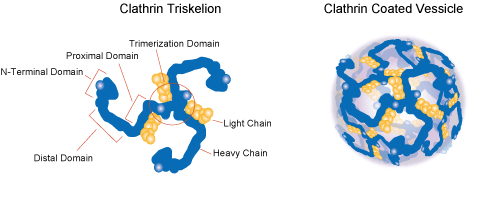 Clathrin Triskelion
Clathrin Coated Vessicle
Trimerization Domain
Proximal Domain
N-Terminal Domain
Light Chain
Distal Domain
Heavy Chain